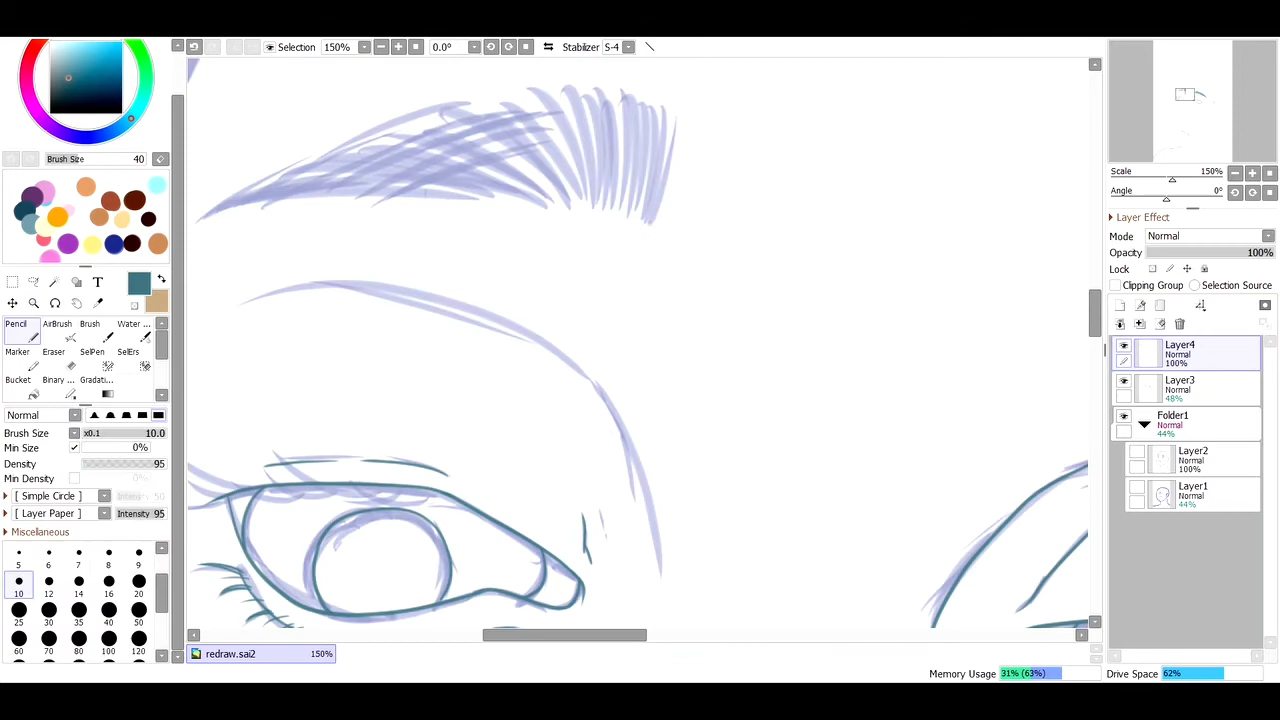 Selection 150% 0.0° Stabilizer S-4
Brush Size 40
T
Pencil AirBrush Brush Water ...
Marker Eraser SelPen SelErs
Bucket Binary ... Gradati...
Normal
Brush Size x0.1 10.0
Min Size 0%
Density 95
Min Density 0%
[ Simple Circle ] Intensity 50
[ Layer Paper ] Intensity 95
Miscellaneous
5 6 7 8 9
10 12 14 16 20
25 30 35 40 50
60 70 80 100 120
redraw.sai2 150%
Scale 150%
Angle 0°
Layer Effect
Mode Normal
Opacity 100%
Lock
Clipping Group Selection Source
Layer4
Normal
100%
Layer3
Normal
48%
Folder1
Normal
44%
Layer2
Normal
100%
Layer1
Normal
44%
Memory Usage 31% (63%) Drive Space 62%